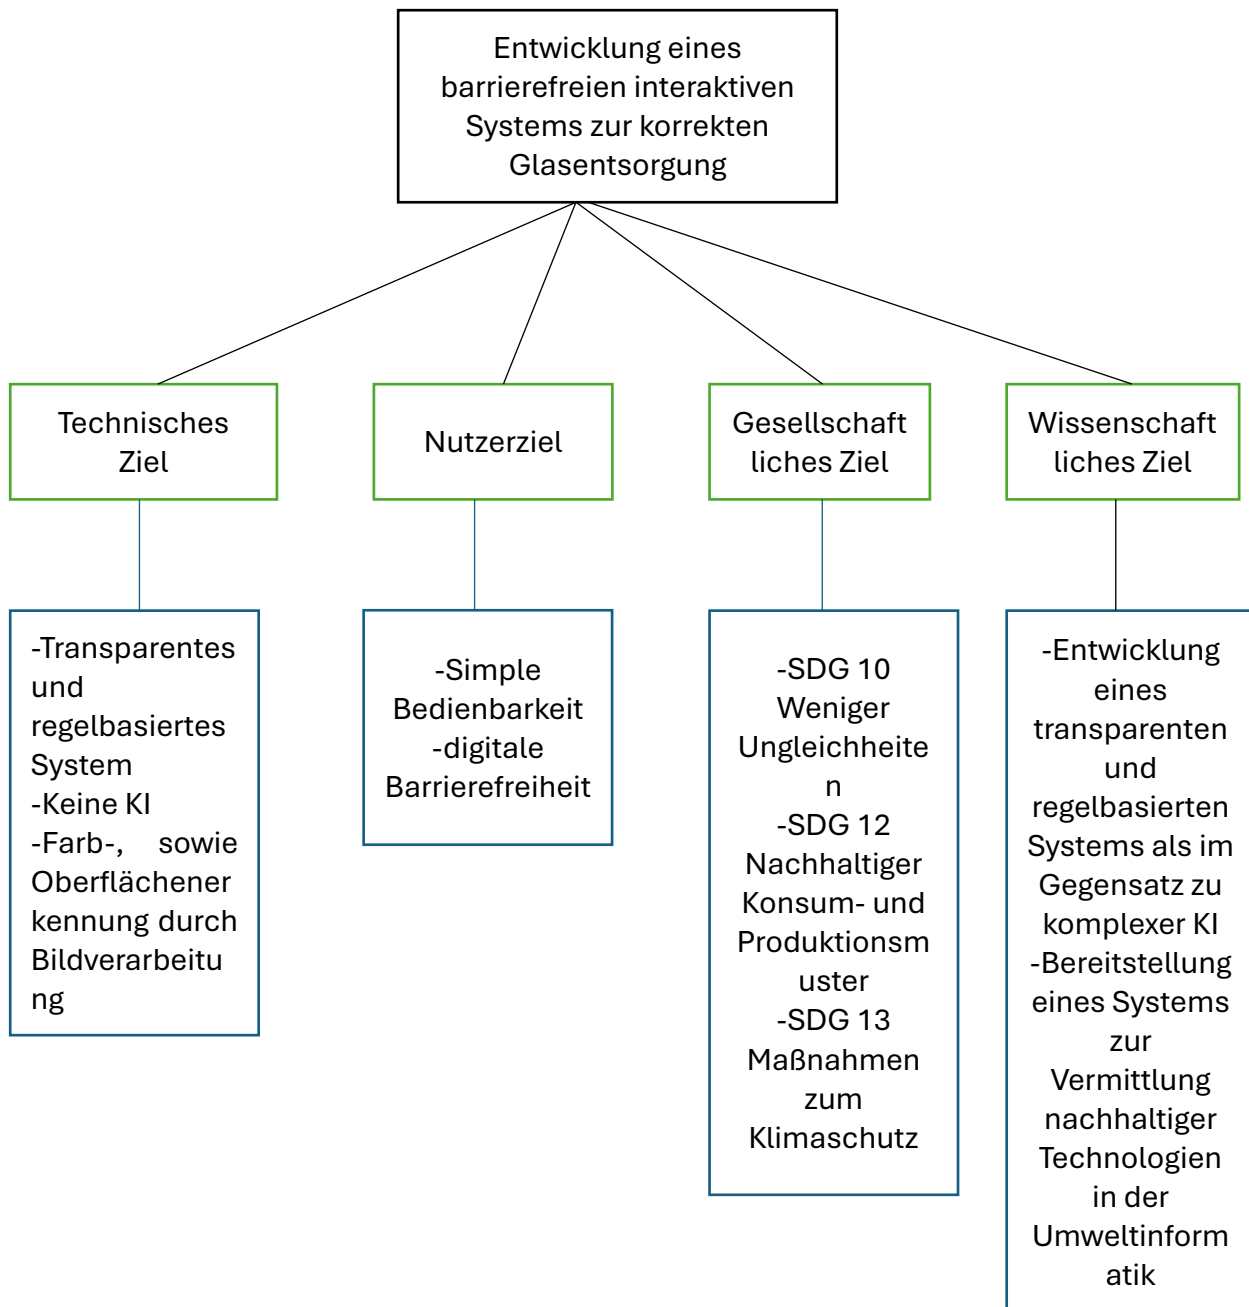 Entwicklung eines
barrierefreien interaktiven
Systems zur korrekten
Glasentsorgung
Technisches
Ziel
Nutzerziel
Gesellschaft
liches Ziel
Wissenschaft
liches Ziel
-Transparentes
und
regelbasiertes
System
-Keine KI
-Farb-, sowie
Oberflächener
kennung durch
Bildverarbeitu
ng
-Simple
Bedienbarkeit
-digitale
Barrierefreiheit
-SDG 10
Weniger
Ungleichheite
n
-SDG 12
Nachhaltiger
Konsum- und
Produktionsm
uster
-SDG 13
Maßnahmen
zum
Klimaschutz
-Entwicklung
eines
transparenten
und
regelbasierten
Systems als im
Gegensatz zu
komplexer KI
-Bereitstellung
eines Systems
zur
Vermittlung
nachhaltiger
Technologien
in der
Umweltinform
atik